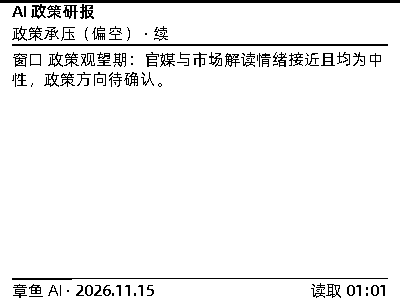 AI 政策研报
政策承压（偏空）· 续
窗口 政策观望期：官媒与市场解读情绪接近且均为中
性，政策方向待确认。
章鱼 AI · 2026.11.15
读取 01:01